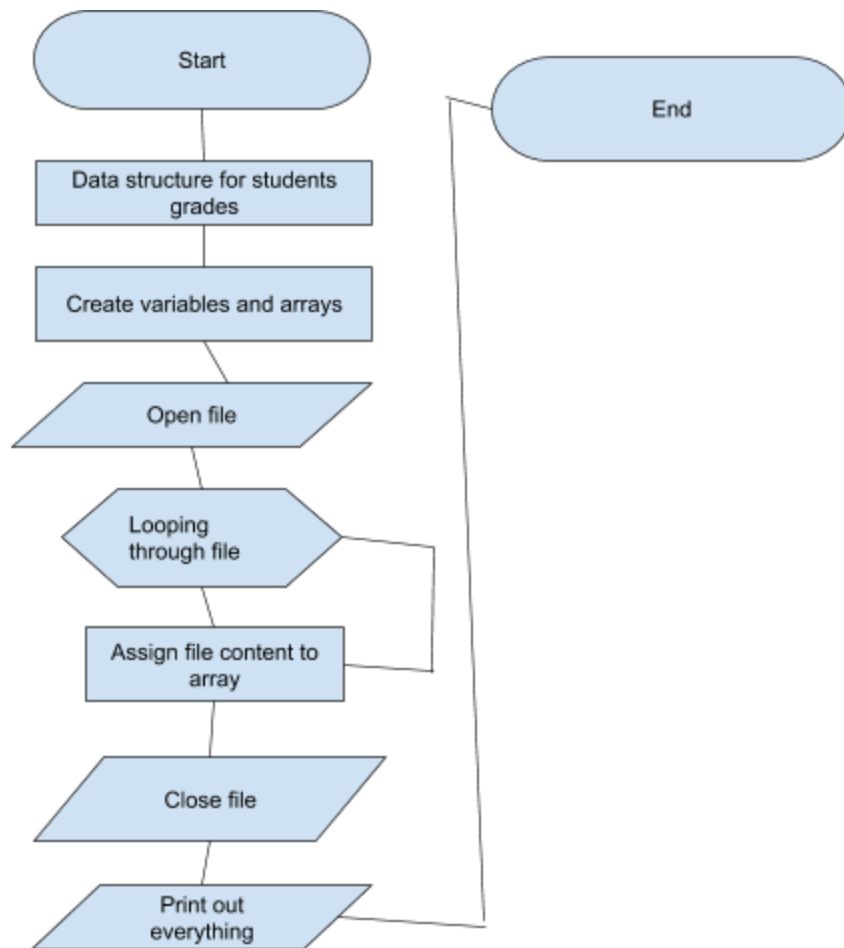 Start
End
Data structure for students
grades
Create variables and arrays
Open file
Looping
through file
Assign file content to
array
Close file
Print out
everything